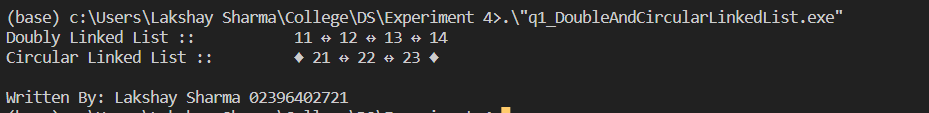 (base) c:\Users\Lakshay Sharma\College\DS\Experiment 4>.\"q1_DoubleAndCircularLinkedList.exe"
Doubly Linked List ::          11 ↔ 12 ↔ 13 ↔ 14
Circular Linked List ::        ♦ 21 ↔ 22 ↔ 23 ♦
Written By: Lakshay Sharma 02396402721